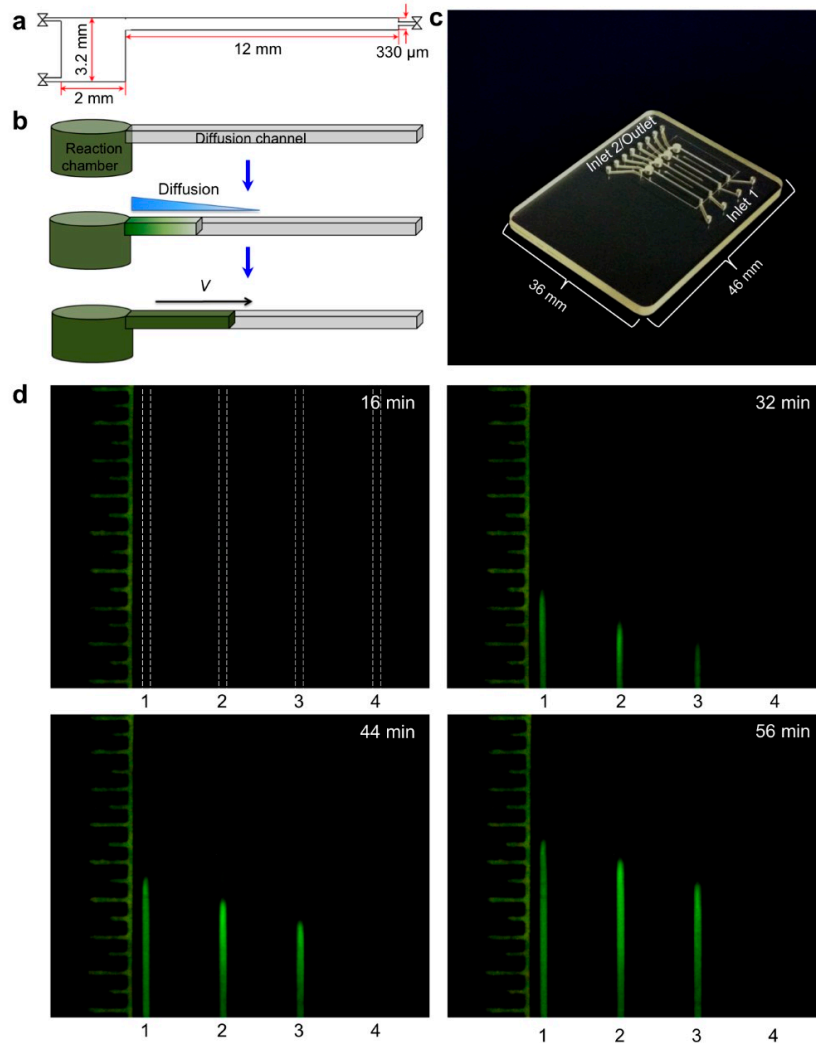 a
3.2 mm
12 mm
330 µm
2 mm
b
Reaction
chamber
Diffusion channel
Diffusion
V
c
Inlet 2/Outlet
Inlet 1
36 mm
46 mm
d
16 min
1 2 3 4
32 min
1 2 3 4
44 min
1 2 3 4
56 min
1 2 3 4